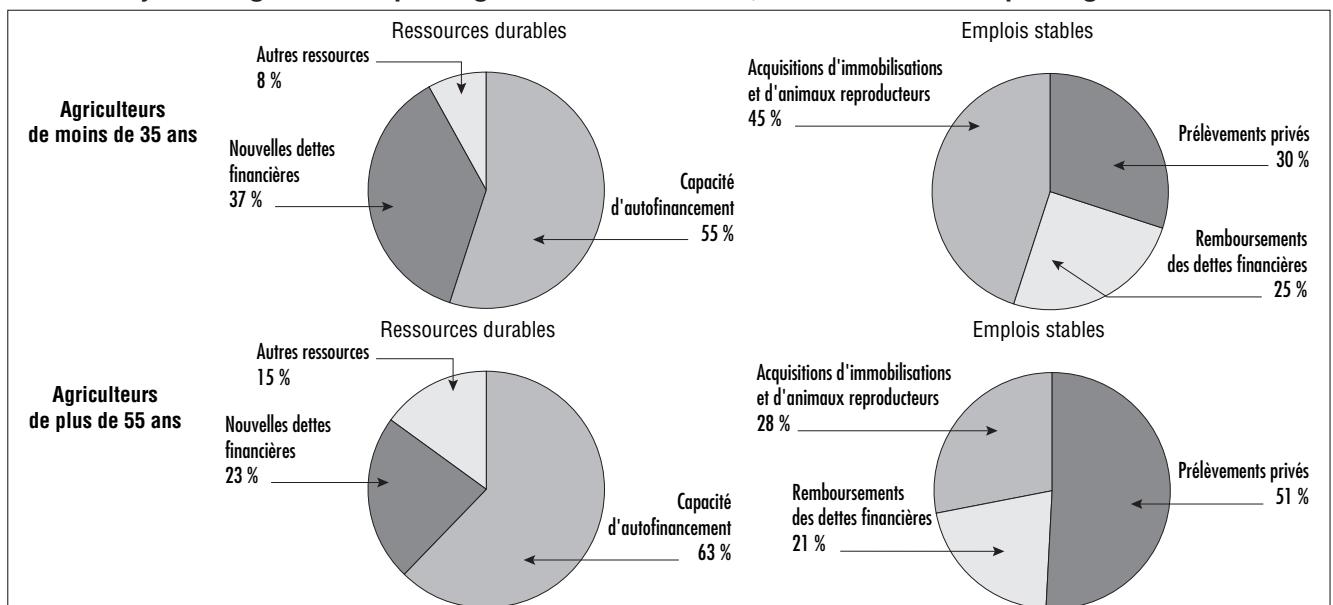 Ressources durables
Emplois stables
Agriculteurs
de moins de 35 ans
Autres ressources
8 %
Nouvelles dettes
financières
37 %
Capacité
d'autofinancement
55 %
Acquisitions d'immobilisations
et d'animaux reproducteurs
45 %
Prélèvements privés
30 %
Remboursements
des dettes financières
25 %
Ressources durables
Emplois stables
Agriculteurs
de plus de 55 ans
Autres ressources
15 %
Nouvelles dettes
financières
23 %
Capacité
d'autofinancement
63 %
Acquisitions d'immobilisations
et d'animaux reproducteurs
28 %
Remboursements
des dettes financières
21 %
Prélèvements privés
51 %